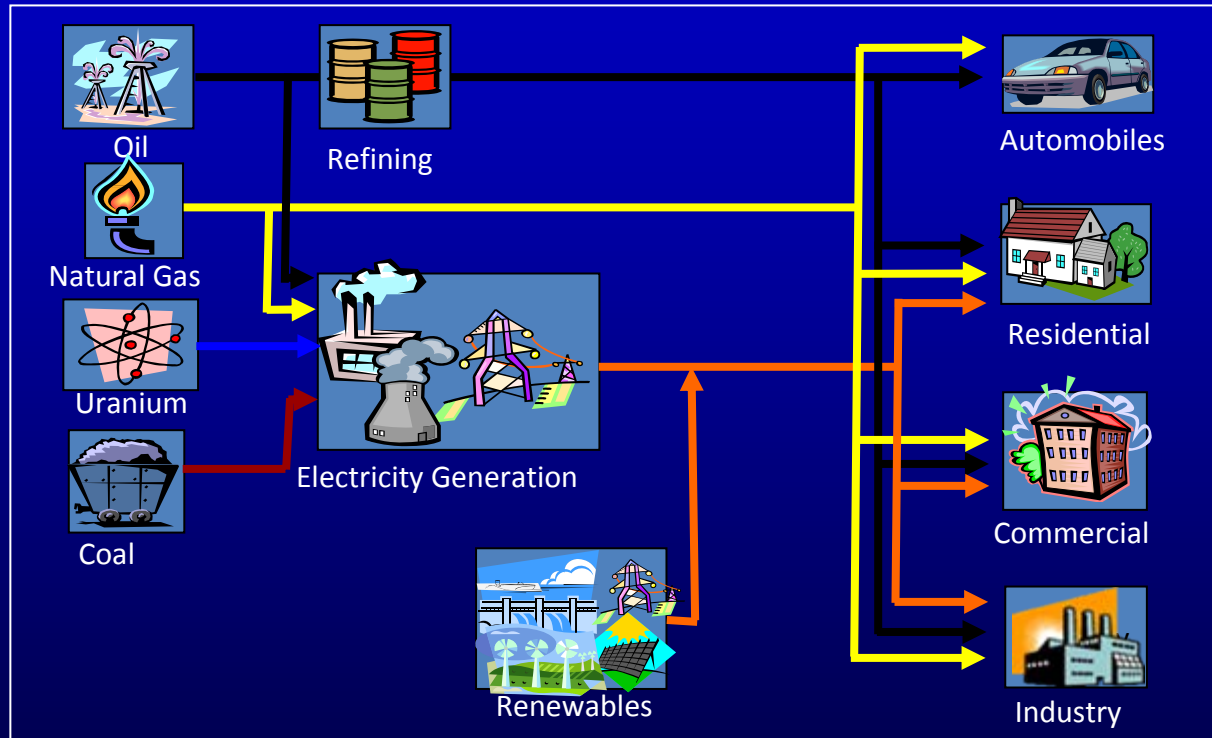 Oil
Refining
Automobiles
Natural Gas
Residential
Uranium
Electricity Generation
Commercial
Coal
Renewables
Industry